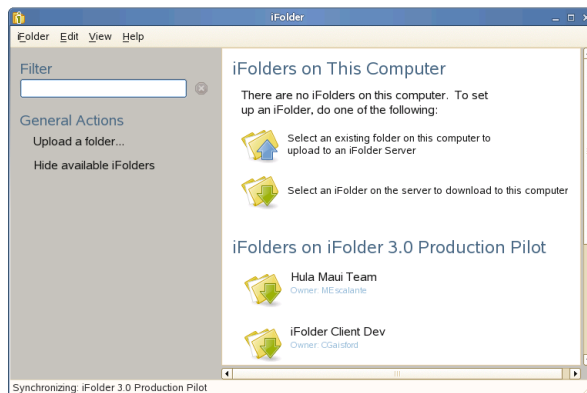 iFolder
iFolder Edit View Help
Filter
General Actions
Upload a folder...
Hide available iFolders
iFolders on This Computer
There are no iFolders on this computer. To set
up an iFolder, do one of the following:
Select an existing folder on this computer to
upload to an iFolder Server
Select an iFolder on the server to download to this computer
iFolders on iFolder 3.0 Production Pilot
Hula Maui Team
Owner: MEscalante
iFolder Client Dev
Owner: CGaisford
Synchronizing: iFolder 3.0 Production Pilot